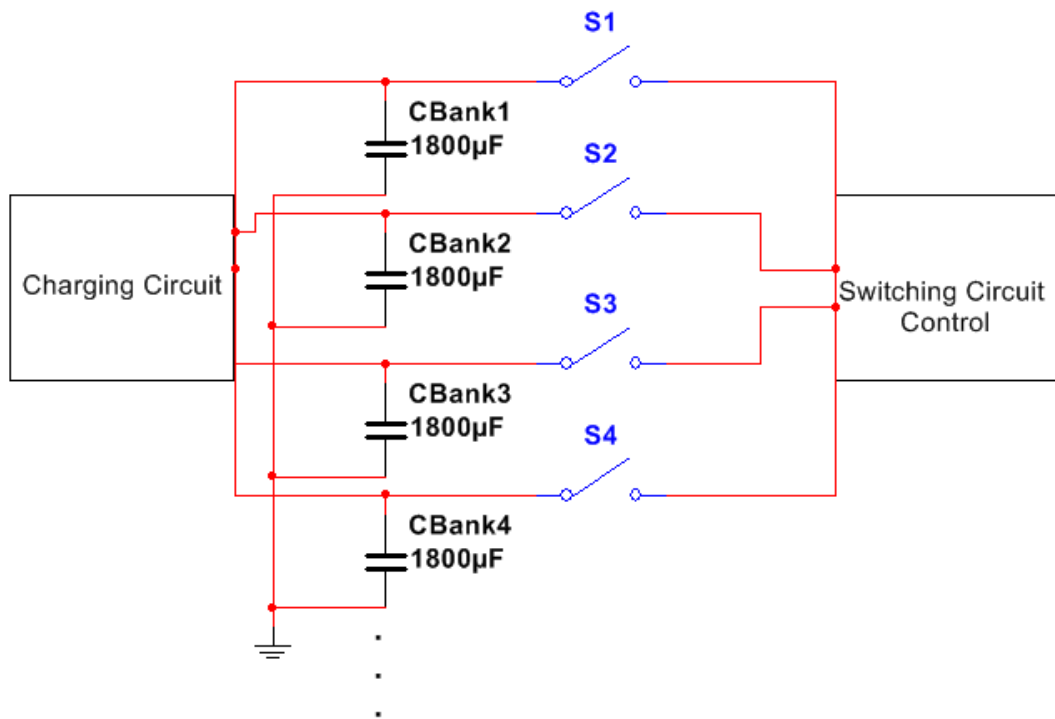 S1
CBank1
1800µF
S2
CBank2
1800µF
Charging Circuit
Switching Circuit
Control
S3
CBank3
1800µF
S4
CBank4
1800µF